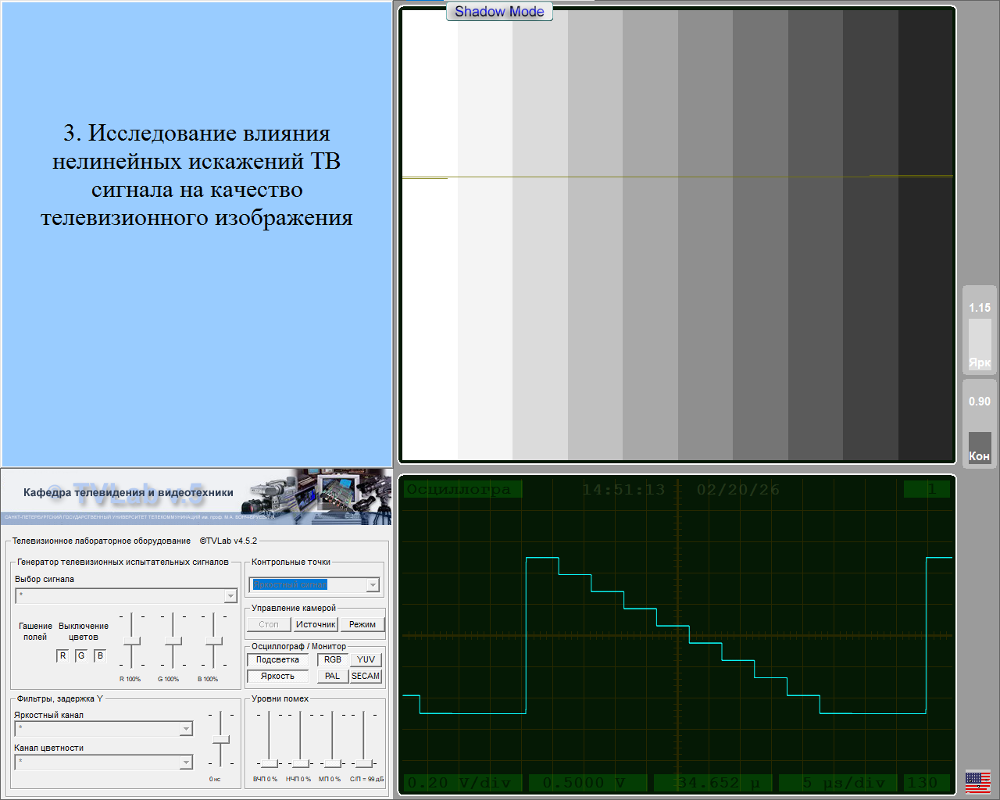 Shadow Mode
3. Исследование влияния
нелинейных искажений ТВ
сигнала на качество
телевизионного изображения
1.15
Ярк
0.90
Кон
Кафедра телевидения и видеотехники
САНКТ-ПЕТЕРБУРГСКИЙ ГОСУДАРСТВЕННЫЙ УНИВЕРСИТЕТ ТЕЛЕКОММУНИКАЦИЙ им. проф. М.А. БОНЧ-БРУЕВИЧА
Телевизионное лабораторное оборудование ©TVLab v4.5.2
Генератор телевизионных испытательных сигналов
Выбор сигнала
*
Гашение
полей
Выключение
цветов
R G B
R 100% G 100% B 100%
Контрольные точки
Яркостный сигнал
Управление камерой
Стоп Источник Режим
Осциллограф / Монитор
Подсветка RGB YUV
Яркость PAL SECAM
Фильтры, задержка Y
Яркостный канал
*
Канал цветности
*
0 нс
Уровни помех
ВЧП 0 % НЧП 0 % МП 0 % С/П = 99 дБ
Осциллогра 14:51:13 02/20/26 1
0.20 V/div 0.5000 V 34.652 µ 5 µs/div 130